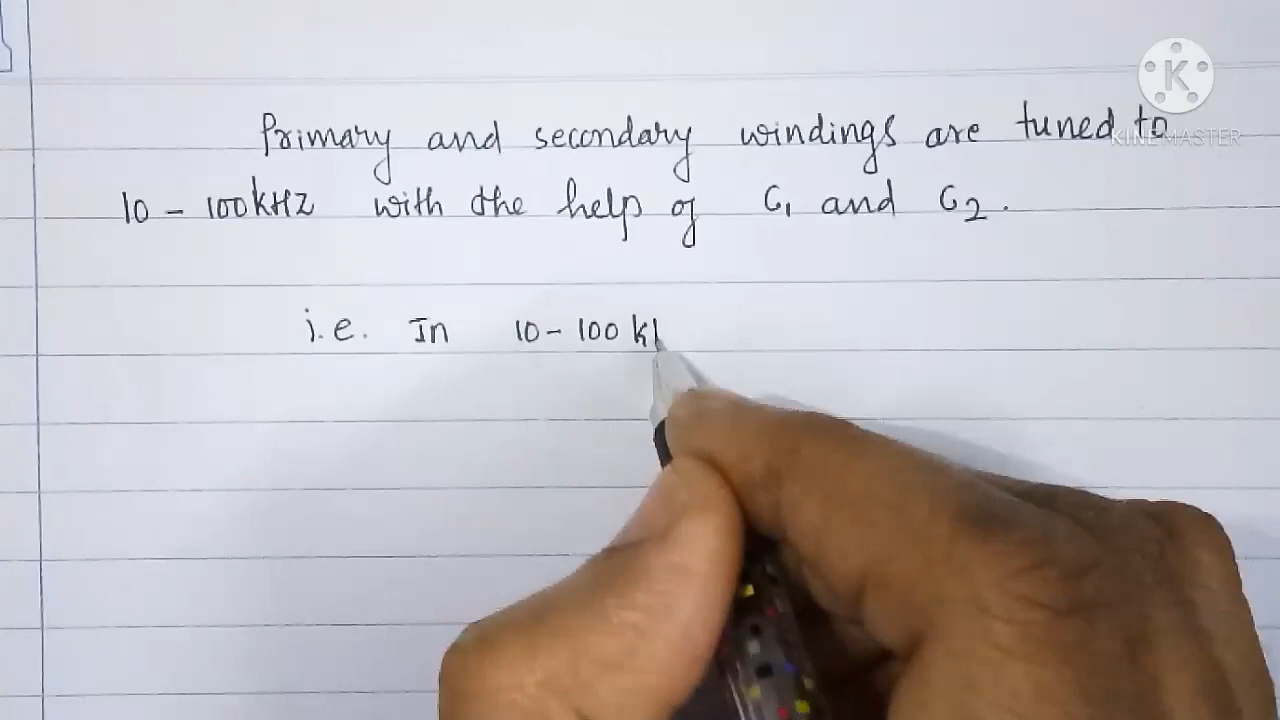 Primary and secondary windings are tuned to
10 - 100kHz with the help of C1 and C2.
i.e. In 10-100 k
K
KINEMASTER